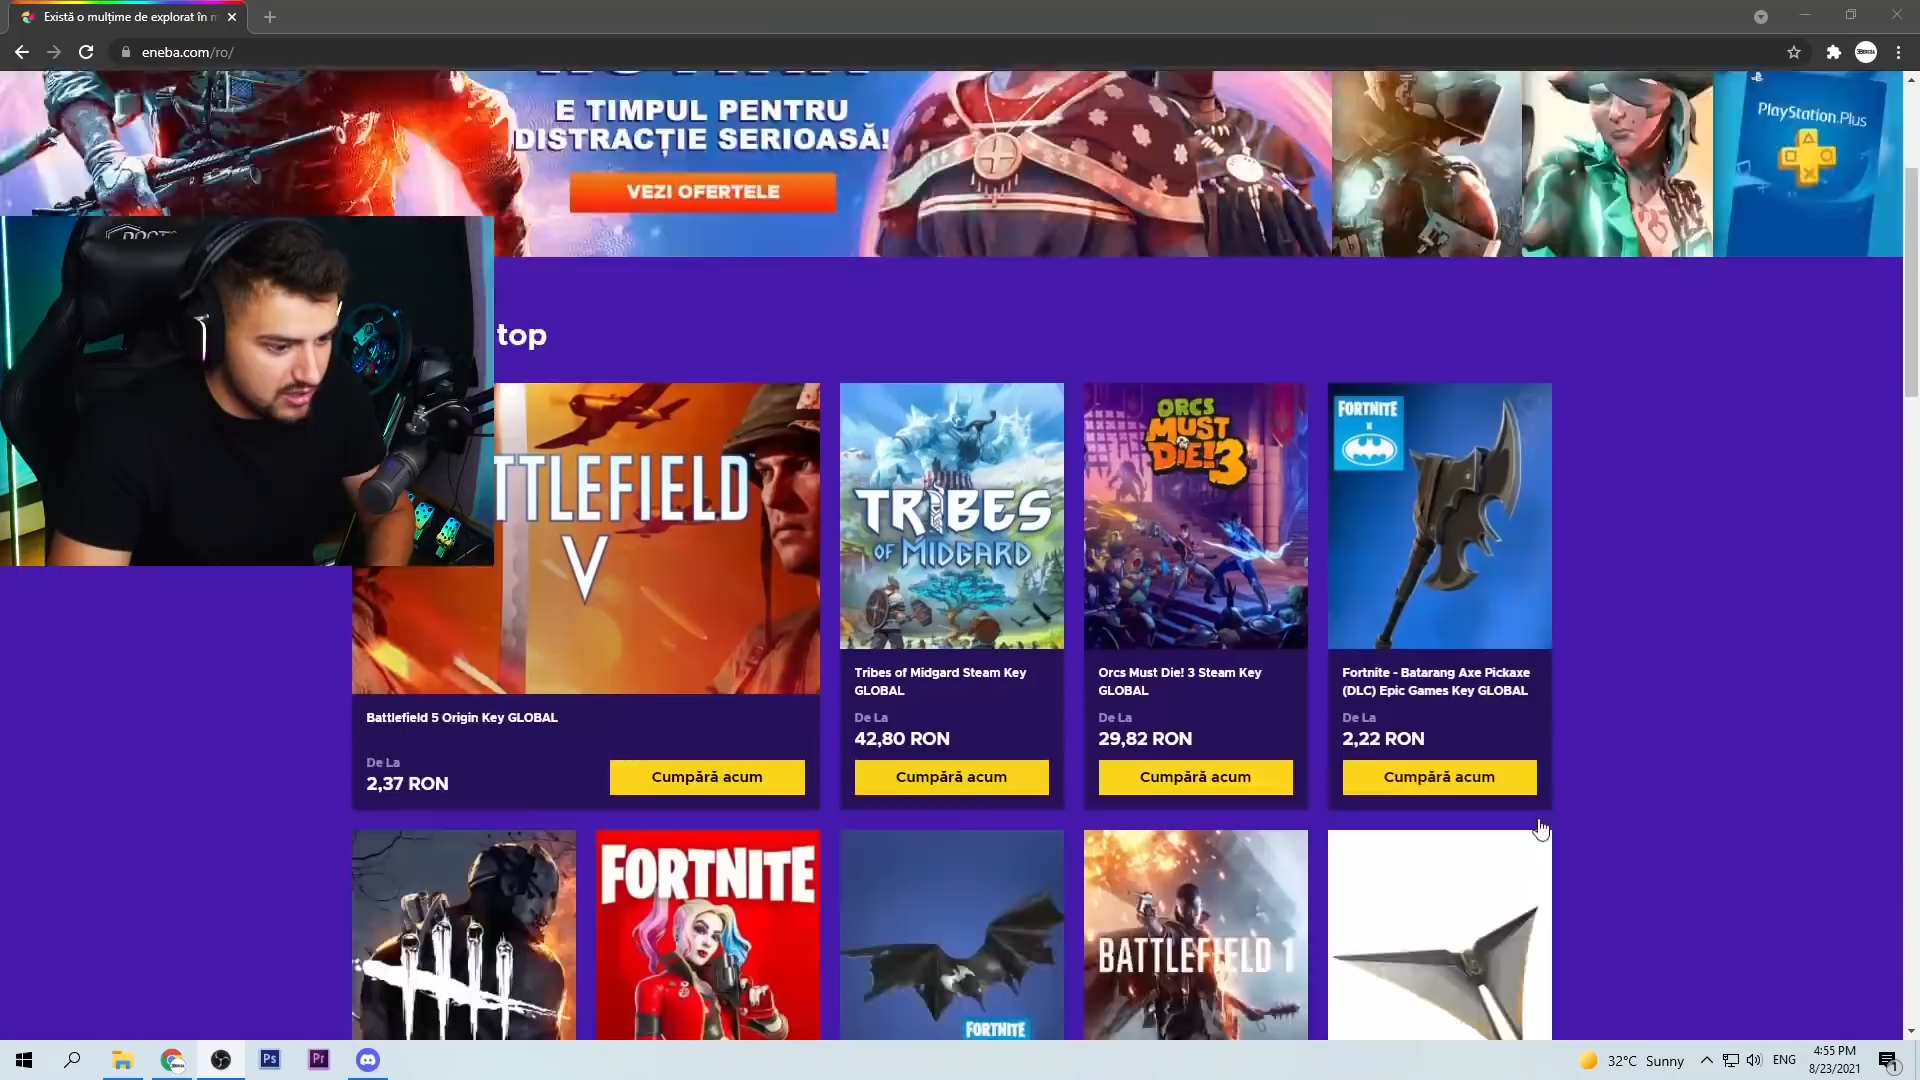 Există o mulțime de explorat în m
eneba.com/ro/
E TIMPUL PENTRU
DISTRACȚIE SERIOASĂ!
VEZI OFERTELE
PlayStation.Plus
top
TTLEFIELD
V
TRIBES
OF MIDGARD
ORCS
MUST
DIE! 3
FORTNITE
X
Battlefield 5 Origin Key GLOBAL
De La
2,37 RON
Cumpără acum
Tribes of Midgard Steam Key
GLOBAL
De La
42,80 RON
Cumpără acum
Orcs Must Die! 3 Steam Key
GLOBAL
De La
29,82 RON
Cumpără acum
Fortnite - Batarang Axe Pickaxe
(DLC) Epic Games Key GLOBAL
De La
2,22 RON
Cumpără acum
FORTNITE
FORTNITE
BATTLEFIELD 1
Ps
Pr
32°C Sunny
ENG
4:55 PM
8/23/2021
1